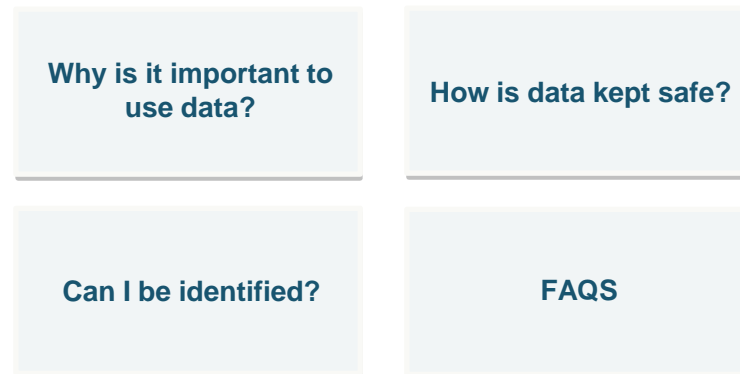 Why is it important to
use data?
How is data kept safe?
Can I be identified?
FAQS